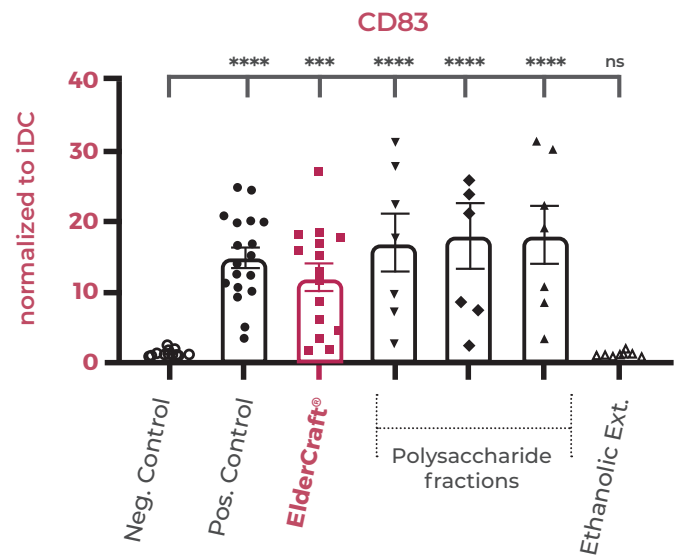 CD83
**** *** **** **** **** ns
normalized to iDC
40
30
20
10
0
Neg. Control
Pos. Control
ElderCraft®
Polysaccharide
fractions
Ethanolic Ext.